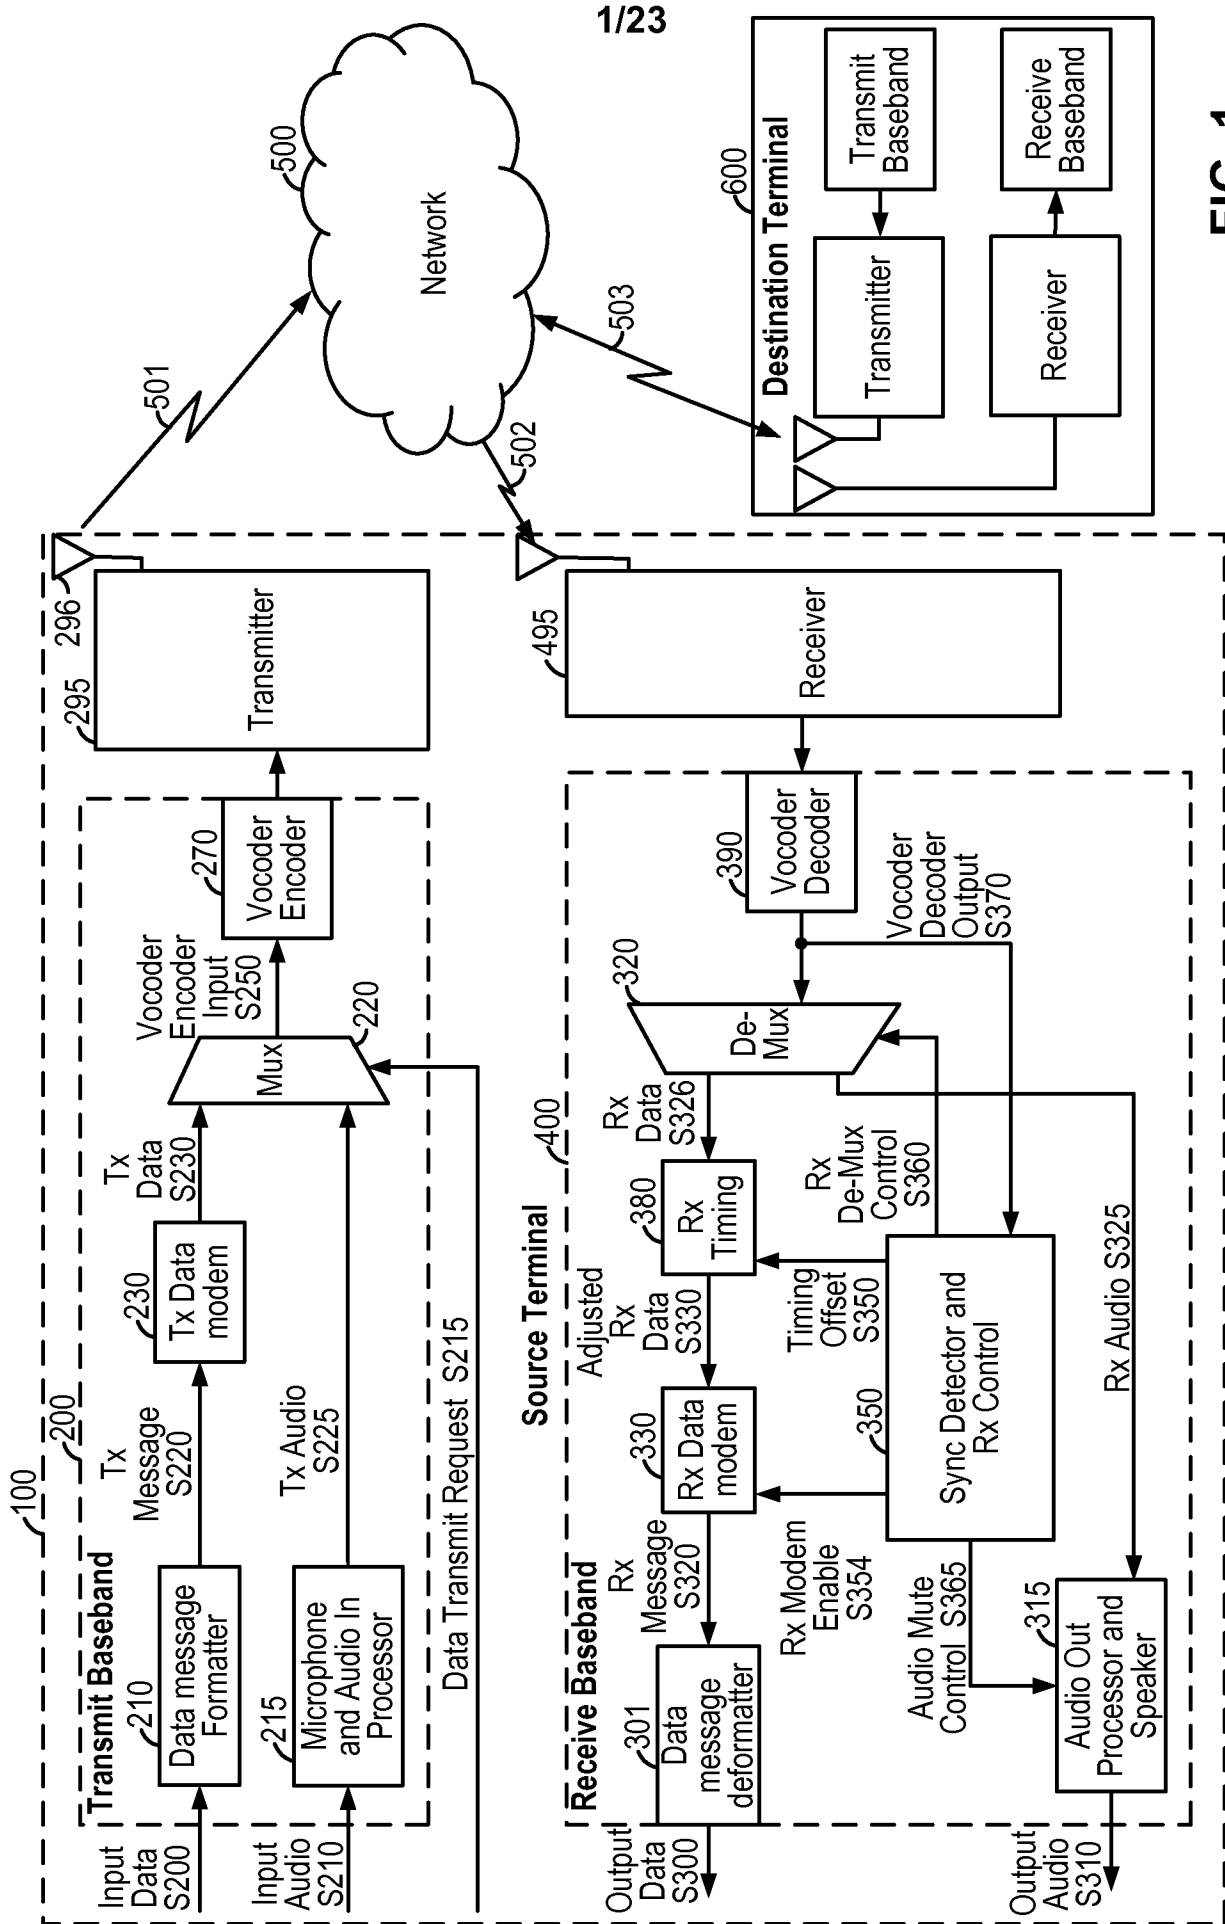 1/23
100
200
Transmit Baseband
Input
Data
S200
210
Data message
Formatter
Tx
Message
S220
230
Tx Data
modem
Tx
Data
S230
Input
Audio
S210
215
Microphone
and Audio In
Processor
Tx Audio
S225
Mux
220
Vocoder
Encoder
Input
S250
270
Vocoder
Encoder
295
Transmitter
296
Data Transmit Request S215
501
500
Network
502
503
Source Terminal
400
Receive Baseband
Output
Data
S300
301
Data
message
deformatter
Rx
Message
S320
330
Rx Data
modem
Adjusted
Rx
Data
S330
380
Rx
Timing
Rx
Data
S326
320
De-
Mux
390
Vocoder
Decoder
495
Receiver
Rx Modem
Enable
S354
Timing
Offset
S350
Rx
De-Mux
Control
S360
Vocoder
Decoder
Output
S370
350
Sync Detector and
Rx Control
Audio Mute
Control S365
315
Audio Out
Processor and
Speaker
Rx Audio S325
Output
Audio
S310
600
Destination Terminal
Transmitter
Transmit
Baseband
Receiver
Receive
Baseband
FIG. 1